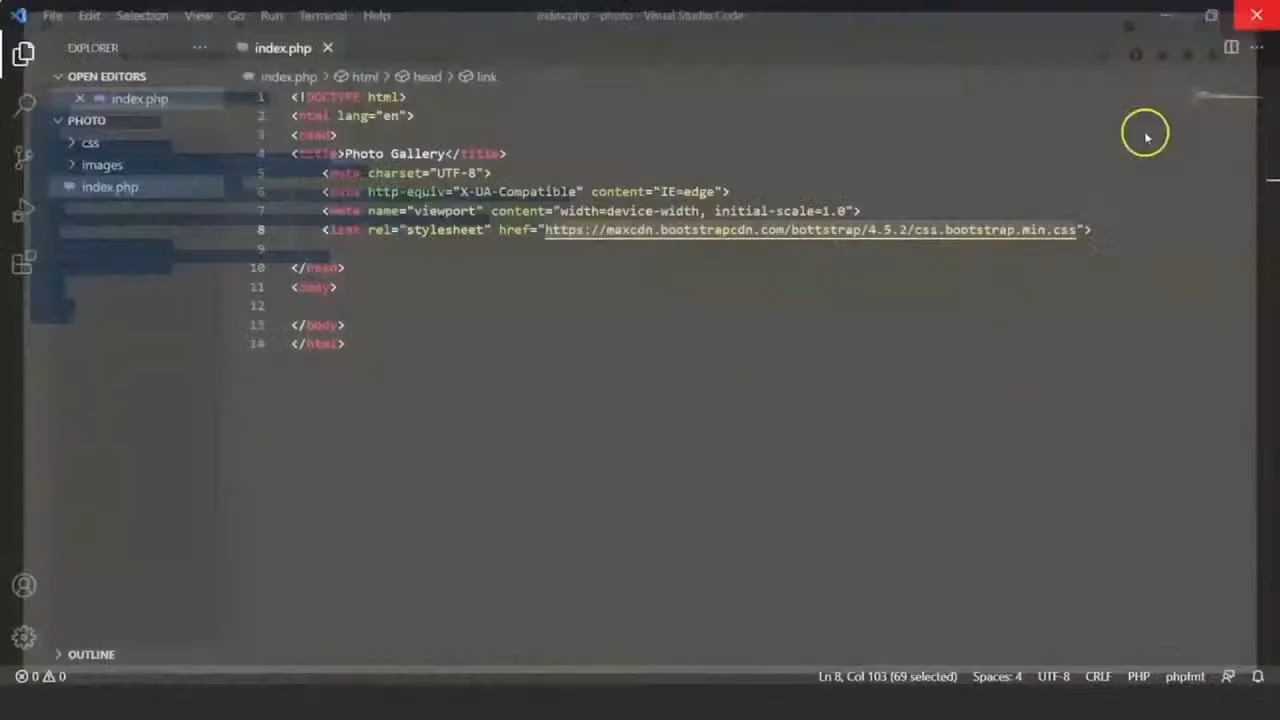 File Edit Selection View Go Run Terminal Help index.php - photo - Visual Studio Code
EXPLORER ··· index.php
OPEN EDITORS
index.php
PHOTO
css
images
index.php
OUTLINE
index.php > html > head > link
1 <!DOCTYPE html>
2 <html lang="en">
3 <head>
4 <title>Photo Gallery</title>
5 <meta charset="UTF-8">
6 <meta http-equiv="X-UA-Compatible" content="IE=edge">
7 <meta name="viewport" content="width=device-width, initial-scale=1.0">
8 <link rel="stylesheet" href="https://maxcdn.bootstrapcdn.com/bottstrap/4.5.2/css.bootstrap.min.css">
9
10 </head>
11 <body>
12
13 </body>
14 </html>
0 0 Ln 8, Col 103 (69 selected) Spaces: 4 UTF-8 CRLF PHP phpfmt